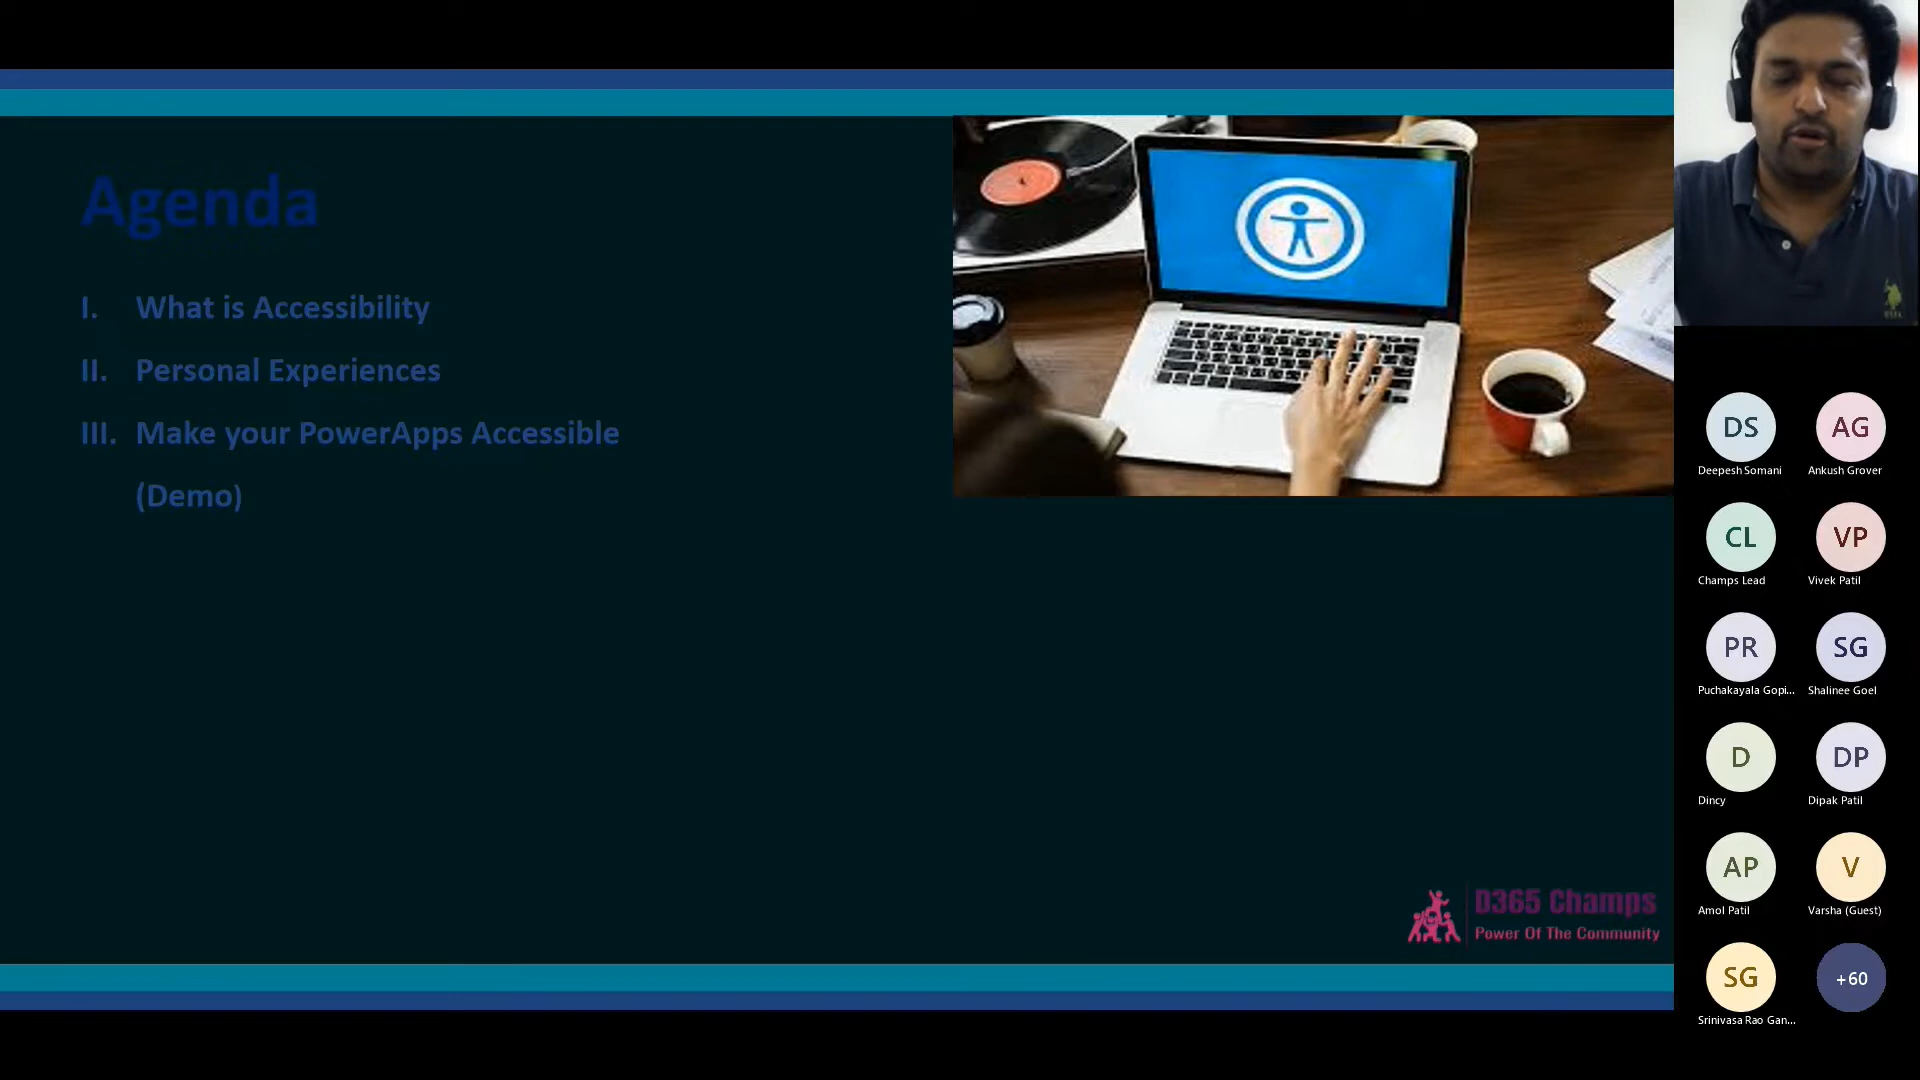 Agenda
I. What is Accessibility
II. Personal Experiences
III. Make your PowerApps Accessible
(Demo)
D365 Champs
Power Of The Community
DS
Deepesh Somani
AG
Ankush Grover
CL
Champs Lead
VP
Vivek Patil
PR
Puchakayala Gopi...
SG
Shalinee Goel
D
Dincy
DP
Dipak Patil
AP
Amol Patil
V
Varsha (Guest)
SG
Srinivasa Rao Gan...
+60